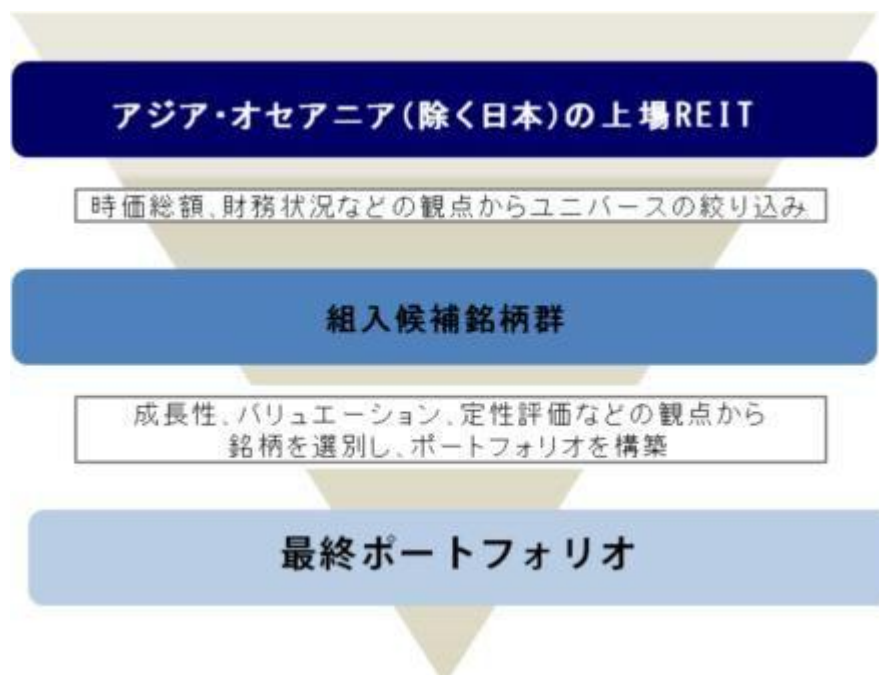 アジア・オセアニア(除く日本)の上場REIT
時価総額、財務状況などの観点からユニバースの絞り込み
組入候補銘柄群
成長性、バリュエーション、定性評価などの観点から
銘柄を選別し、ポートフォリオを構築
最終ポートフォリオ